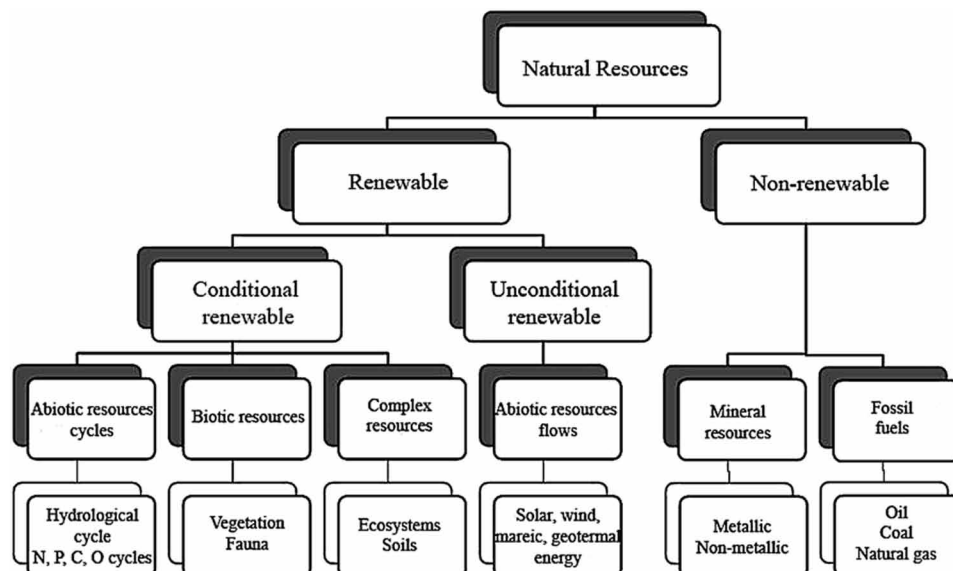 Natural Resources
Renewable
Non-renewable
Conditional
renewable
Unconditional
renewable
Abiotic resources
cycles
Biotic resources
Complex
resources
Abiotic resources
flows
Mineral
resources
Fossil
fuels
Hydrological
cycle
N, P, C, O cycles
Vegetation
Fauna
Ecosystems
Soils
Solar, wind,
mareic, geotermal
energy
Metallic
Non-metallic
Oil
Coal
Natural gas